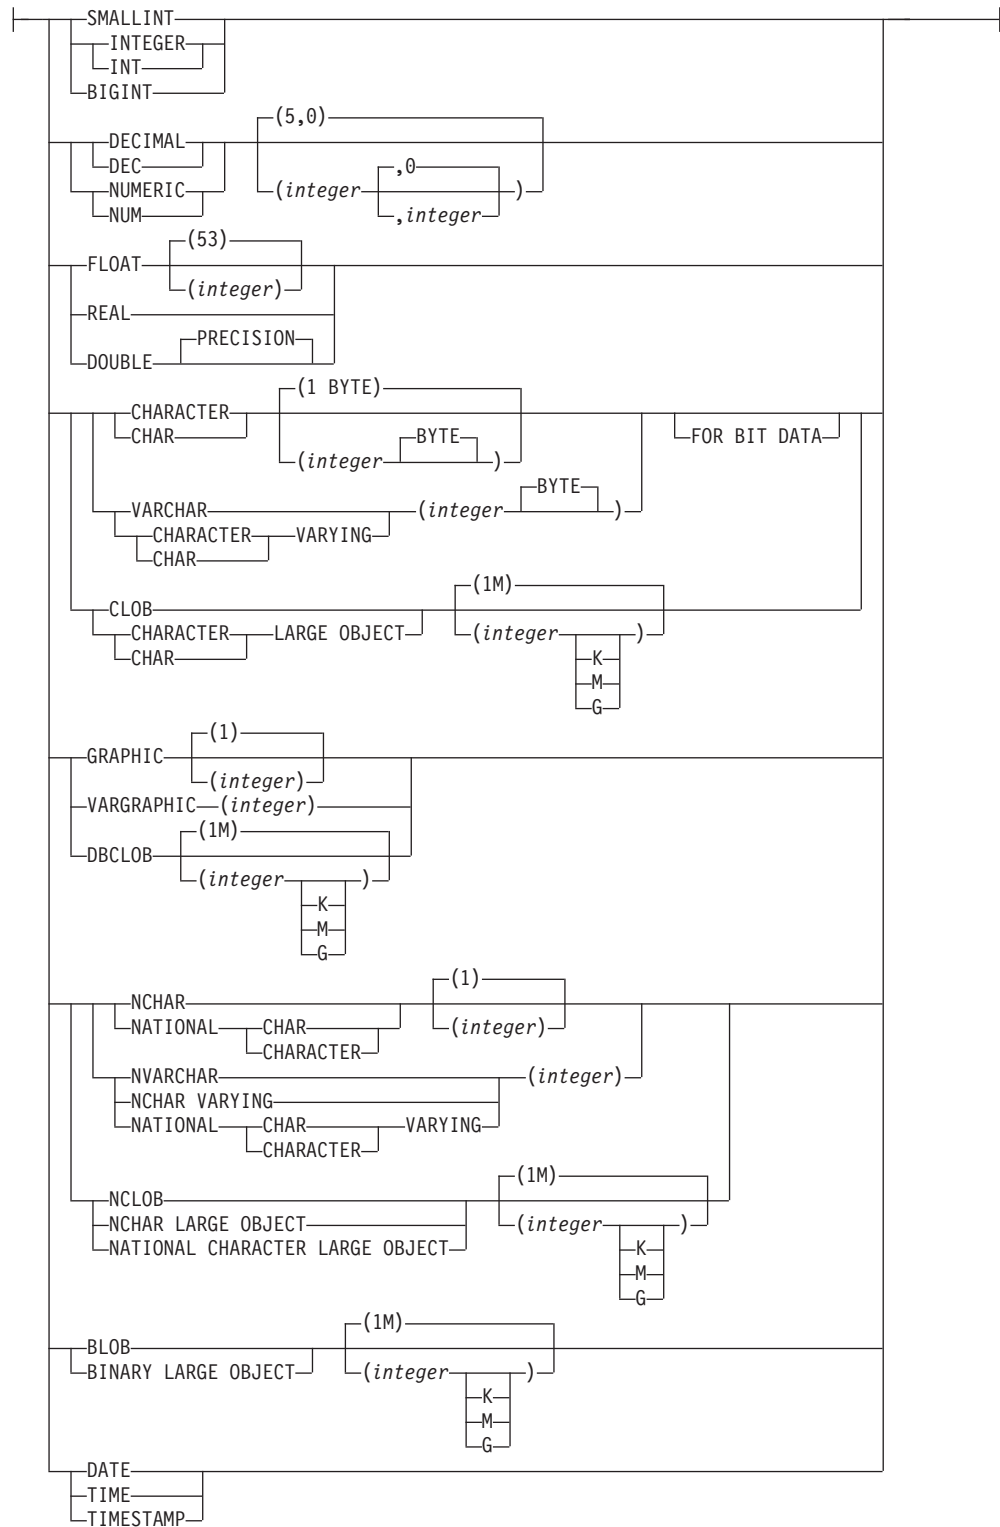 SMALLINT
INTEGER
INT
BIGINT
(5,0)
DECIMAL
DEC
,0
NUMERIC (integer )
NUM ,integer
(53)
FLOAT
(integer)
REAL
PRECISION
DOUBLE
(1 BYTE)
CHARACTER
CHAR BYTE FOR BIT DATA
(integer )
BYTE
VARCHAR (integer )
CHARACTER VARYING
CHAR
(1M)
CLOB
CHARACTER LARGE OBJECT (integer )
CHAR K
M
G
(1)
GRAPHIC
(integer)
VARGRAPHIC (integer)
(1M)
DBCLOB
(integer )
K
M
G
(1)
NCHAR
NATIONAL CHAR (integer)
CHARACTER
NVARCHAR (integer)
NCHAR VARYING
NATIONAL CHAR VARYING
CHARACTER
(1M)
NCLOB
NCHAR LARGE OBJECT (integer )
NATIONAL CHARACTER LARGE OBJECT K
M
G
(1M)
BLOB
BINARY LARGE OBJECT (integer )
K
M
G
DATE
TIME
TIMESTAMP